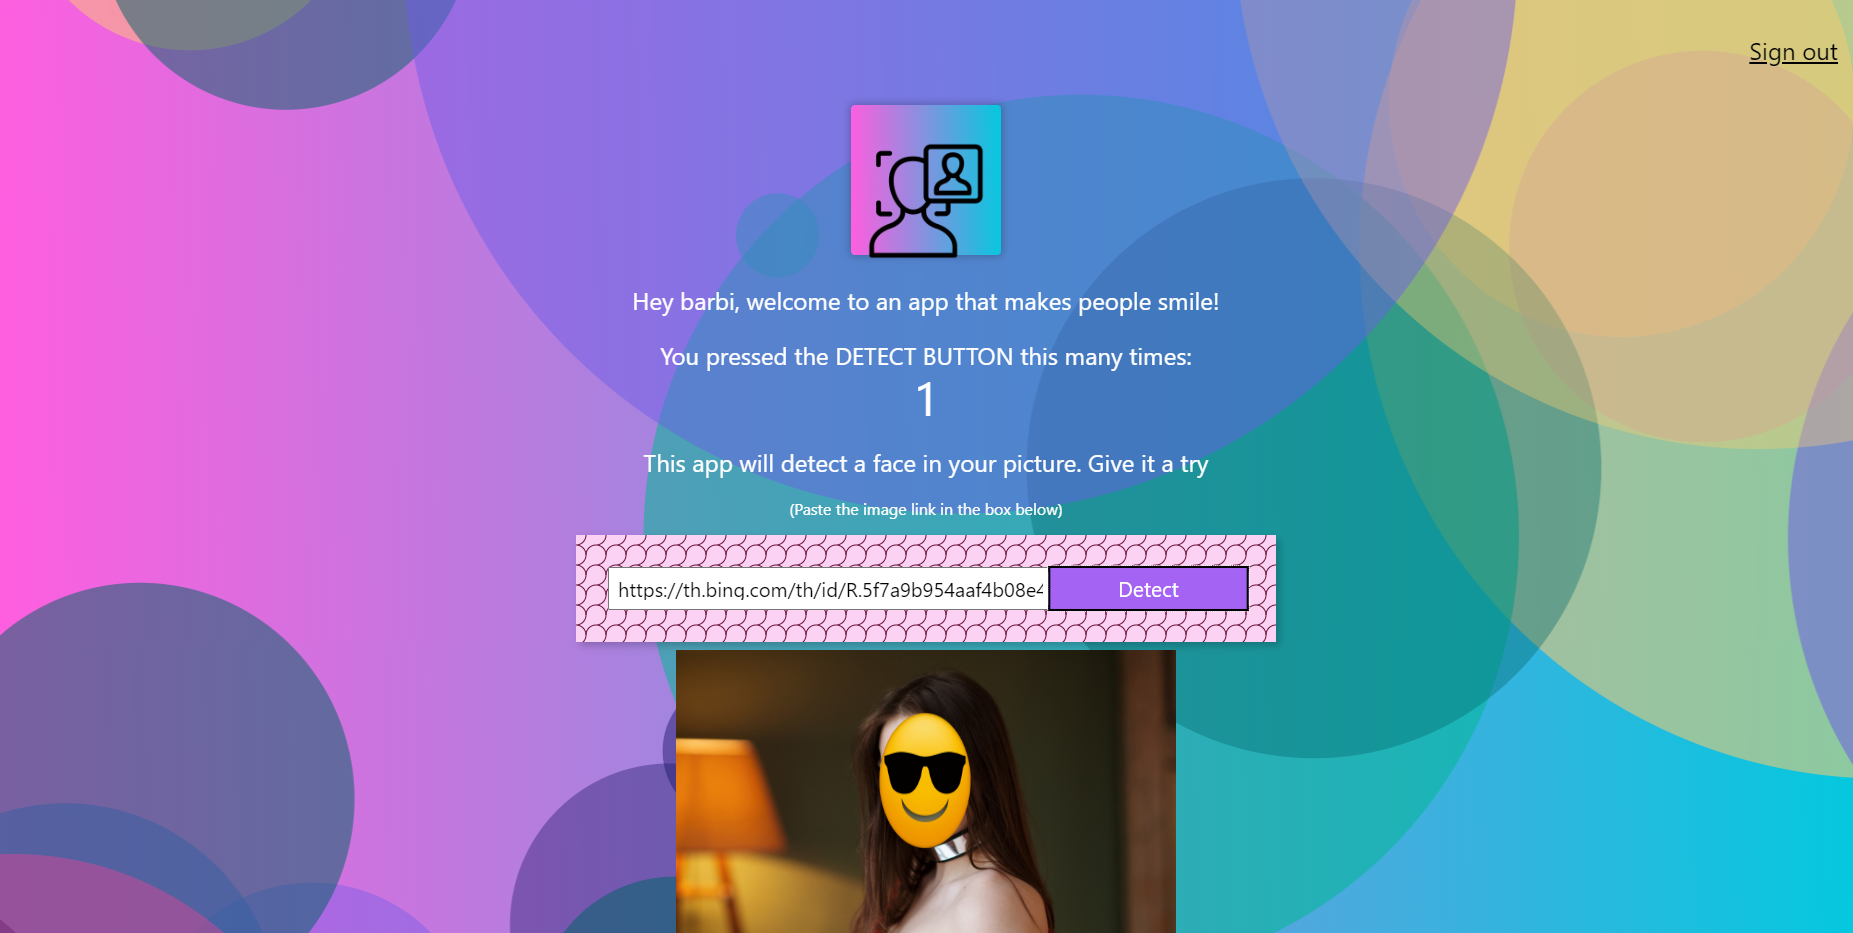 Sign out
Hey barbi, welcome to an app that makes people smile!
You pressed the DETECT BUTTON this many times:
1
This app will detect a face in your picture. Give it a try
(Paste the image link in the box below)
https://th.bing.com/th/id/R.5f7a9b954aaf4b08e4
Detect